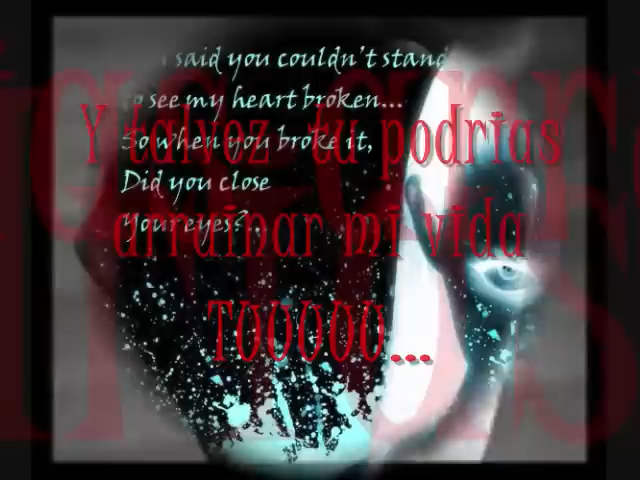 said you couldn't stand
to see my heart broken...
Y talvez tu podrias
So when you broke it,
Did you close
arruinar mi vida
Your eyes?...
TUUUUU...